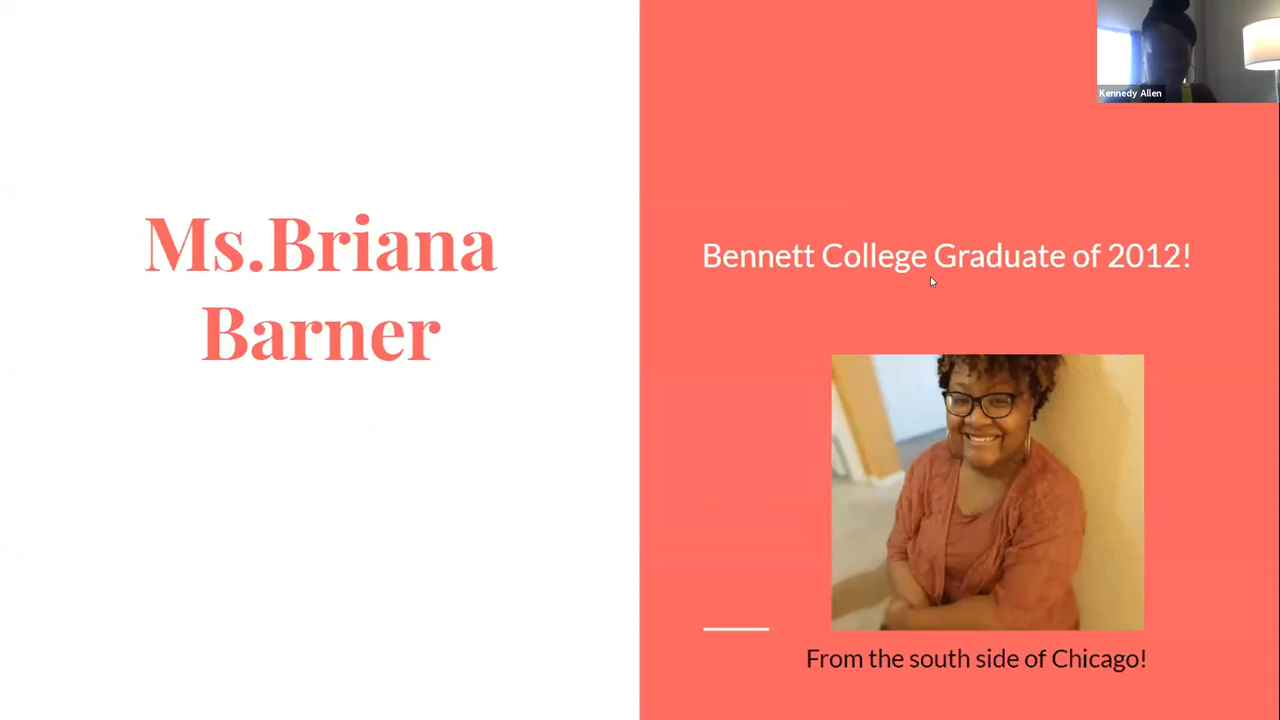 Kennedy Allen
Ms.Briana
Barner
Bennett College Graduate of 2012!
From the south side of Chicago!